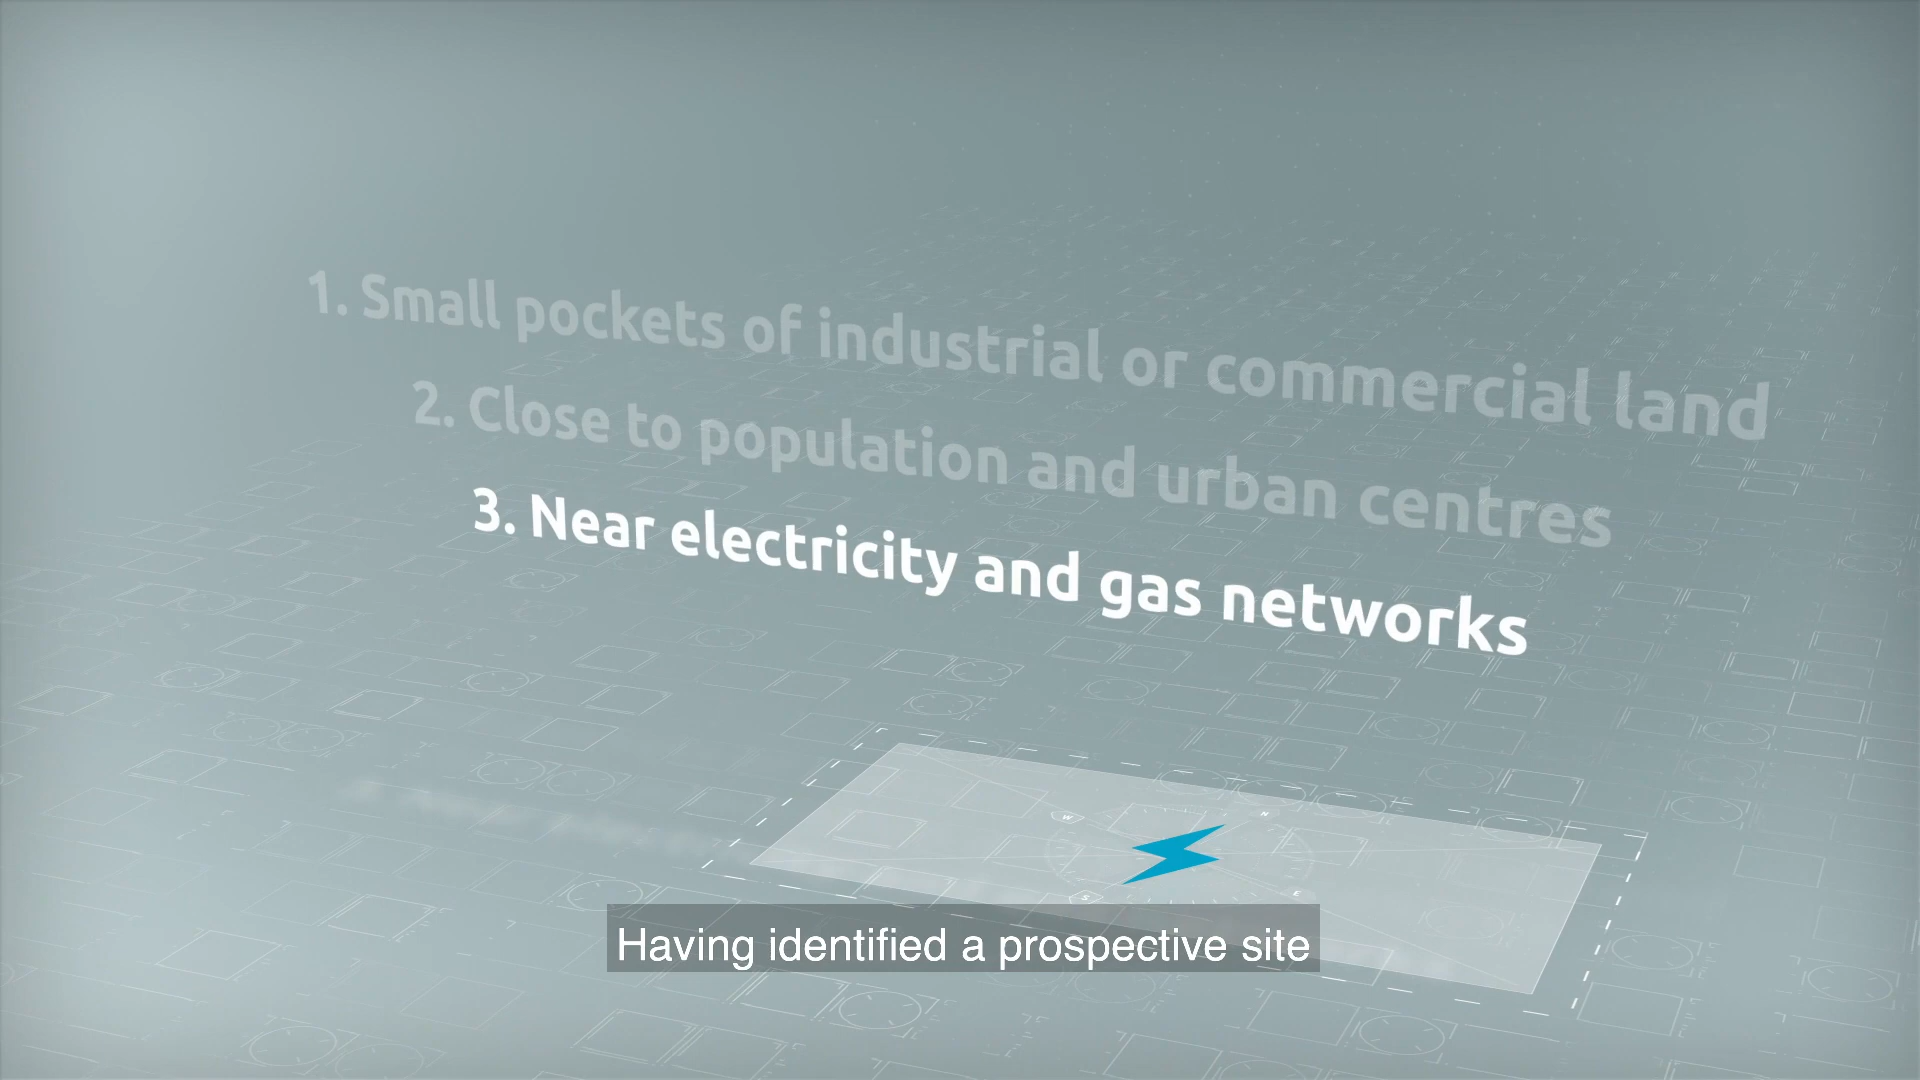 1. Small pockets of industrial or commercial land
2. Close to population and urban centres
3. Near electricity and gas networks
W
N
S
E
Having identified a prospective site